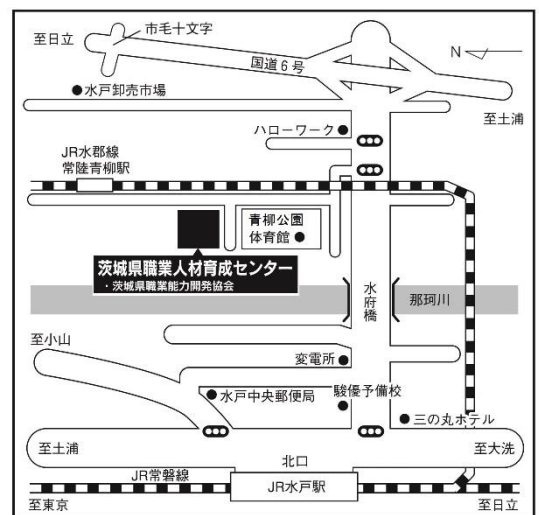 市毛十文字
至日立
国道6号
N
水戸卸売市場
至土浦
ハローワーク
JR水郡線
常陸青柳駅
青柳公園
体育館
茨城県職業人材育成センター
・茨城県職業能力開発協会
水府橋
那珂川
至小山
変電所
水戸中央郵便局
駿優予備校
三の丸ホテル
至土浦
北口
至大洗
JR常磐線
JR水戸駅
至東京
至日立